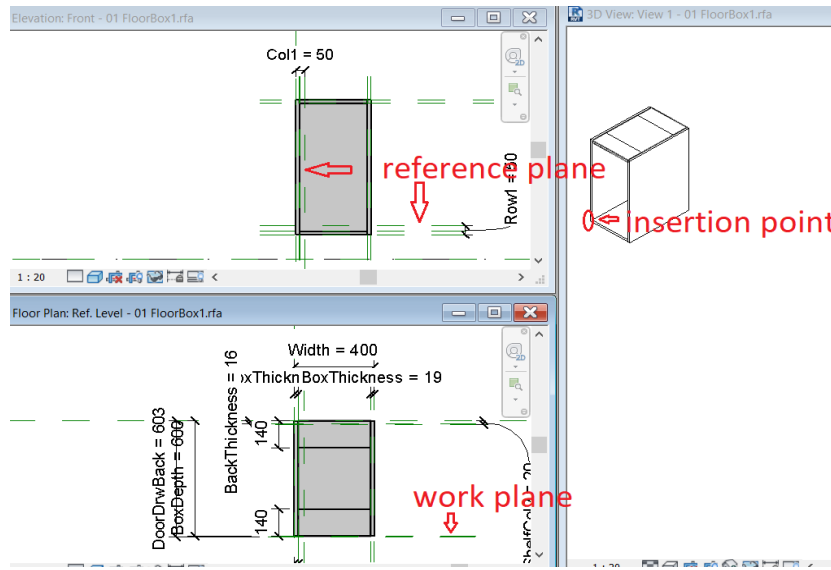 Elevation: Front - 01 FloorBox1.rfa
Col1 = 50
2D
reference plane
Row1 = 50
1 : 20
3D View: View 1 - 01 FloorBox1.rfa
insertion point
Floor Plan: Ref. Level - 01 FloorBox1.rfa
Width = 400
BoxThickness = 19
BackThickness = 16
2D
DoorDrwBack = 603
BoxDepth = 600
140
140
work plane
1 : 20